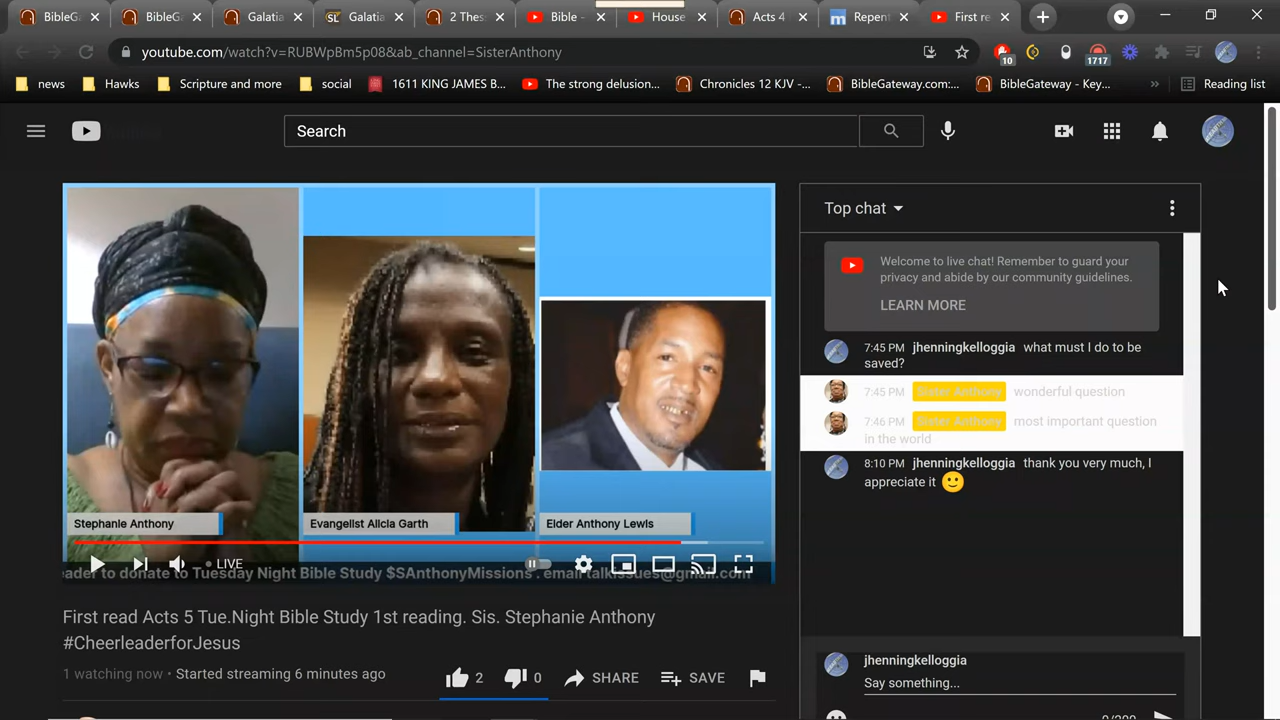 BibleG
BibleG
Galatia
Galatia
2 Thess
Bible -
House
Acts 4
Repent
First re
youtube.com/watch?v=RUBWpBm5p08&ab_channel=SisterAnthony
10
1717
news
Hawks
Scripture and more
social
1611 KING JAMES B...
The strong delusion...
Chronicles 12 KJV -...
BibleGateway.com:...
BibleGateway - Key...
»
Reading list
Search
Top chat
Welcome to live chat! Remember to guard your
privacy and abide by our community guidelines.
LEARN MORE
7:45 PM jhenningkelloggia what must I do to be
saved?
7:45 PM Sister Anthony wonderful question
7:46 PM Sister Anthony most important question
in the world
8:10 PM jhenningkelloggia thank you very much, I
appreciate it 🙂
Stephanie Anthony
Evangelist Alicia Garth
Elder Anthony Lewis
LIVE
eader to donate to Tuesday Night Bible Study $SAnthonyMissions . email talkissues@gmail.com
First read Acts 5 Tue.Night Bible Study 1st reading. Sis. Stephanie Anthony
#CheerleaderforJesus
1 watching now • Started streaming 6 minutes ago
2
0
SHARE
SAVE
jhenningkelloggia
Say something...
0/200